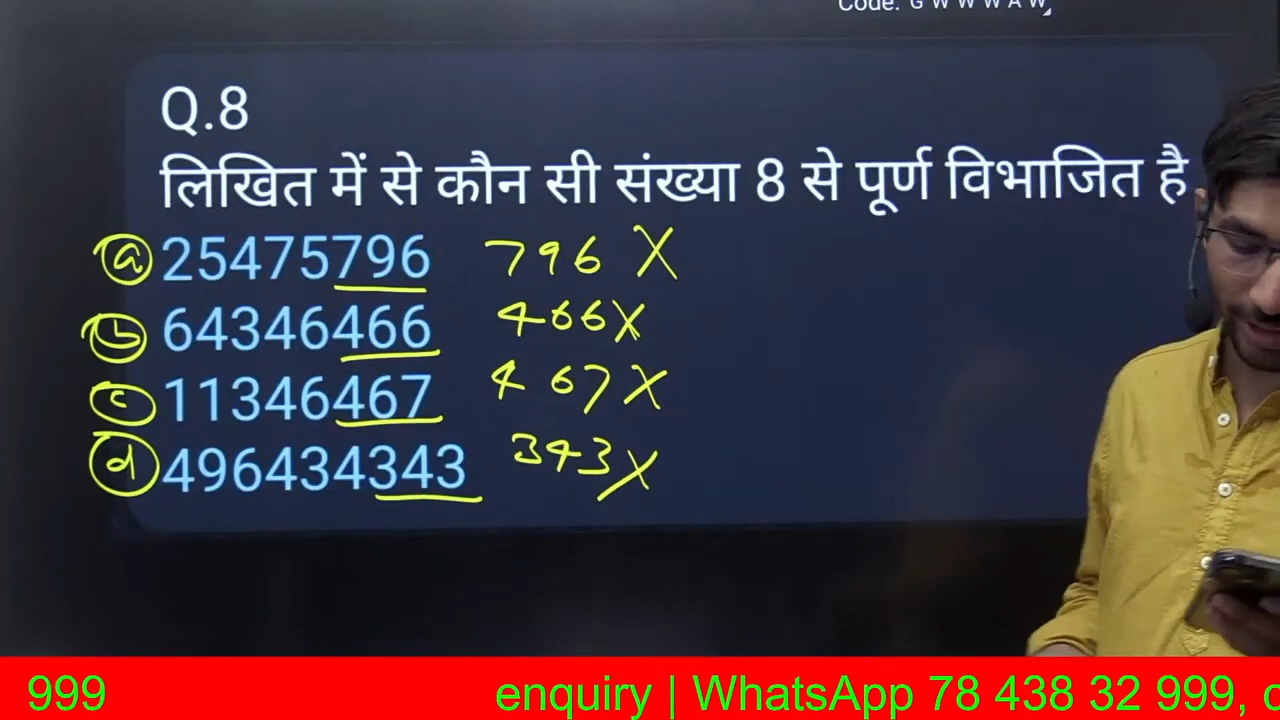 Code: G W W W A W
Q.8
लिखित में से कौन सी संख्या 8 से पूर्ण विभाजित है
a 25475796 796 X
b 64346466 466 X
c 11346467 467 X
d 496434343 343 X
999 enquiry | WhatsApp 78 438 32 999, c